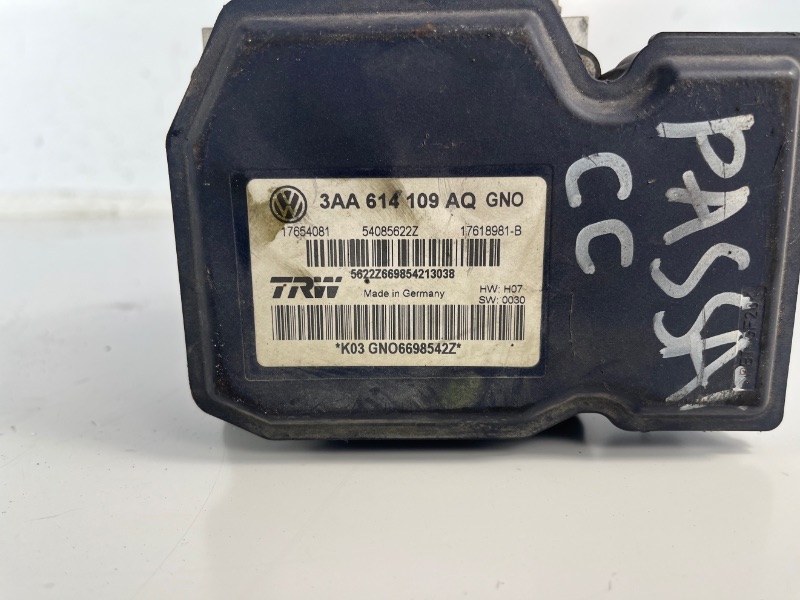 3AA 614 109 AQ GNO
17654081 54085622Z 17618981-B
5622Z669854213038
TRW Made in Germany HW: H07
SW: 0030
*K03 GNO6698542Z*
PASSA
CC